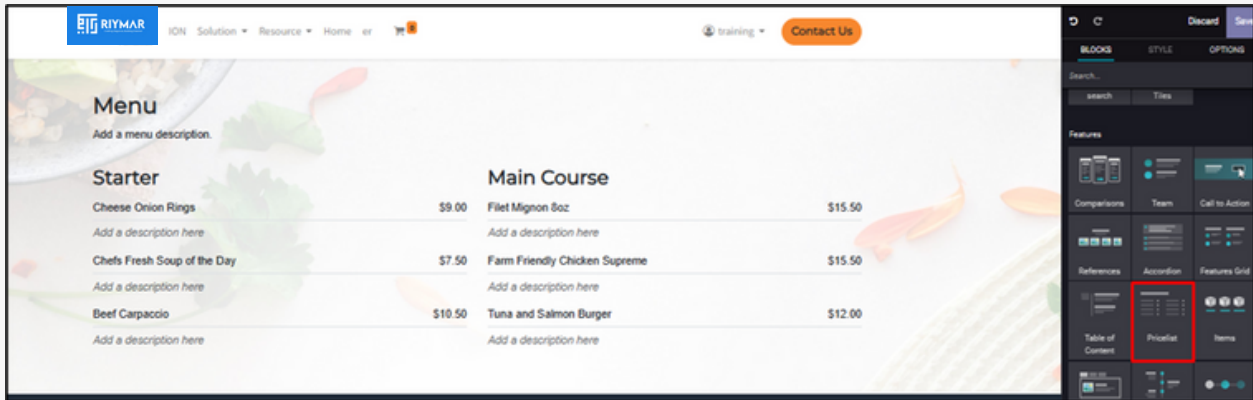 RIYMAR
ION Solution Resource Home er 0
training Contact Us
Menu
Add a menu description.
Starter
Cheese Onion Rings $9.00
Add a description here
Chefs Fresh Soup of the Day $7.50
Add a description here
Beef Carpaccio $10.50
Add a description here
Main Course
Filet Mignon 8oz $15.50
Add a description here
Farm Friendly Chicken Supreme $15.50
Add a description here
Tuna and Salmon Burger $12.00
Add a description here
Discard Sav
BLOCKS STYLE OPTIONS
Search...
search Tiles
Features
Comparisons Team Call to Action
References Accordion Features Grid
Table of Content Pricelist Items